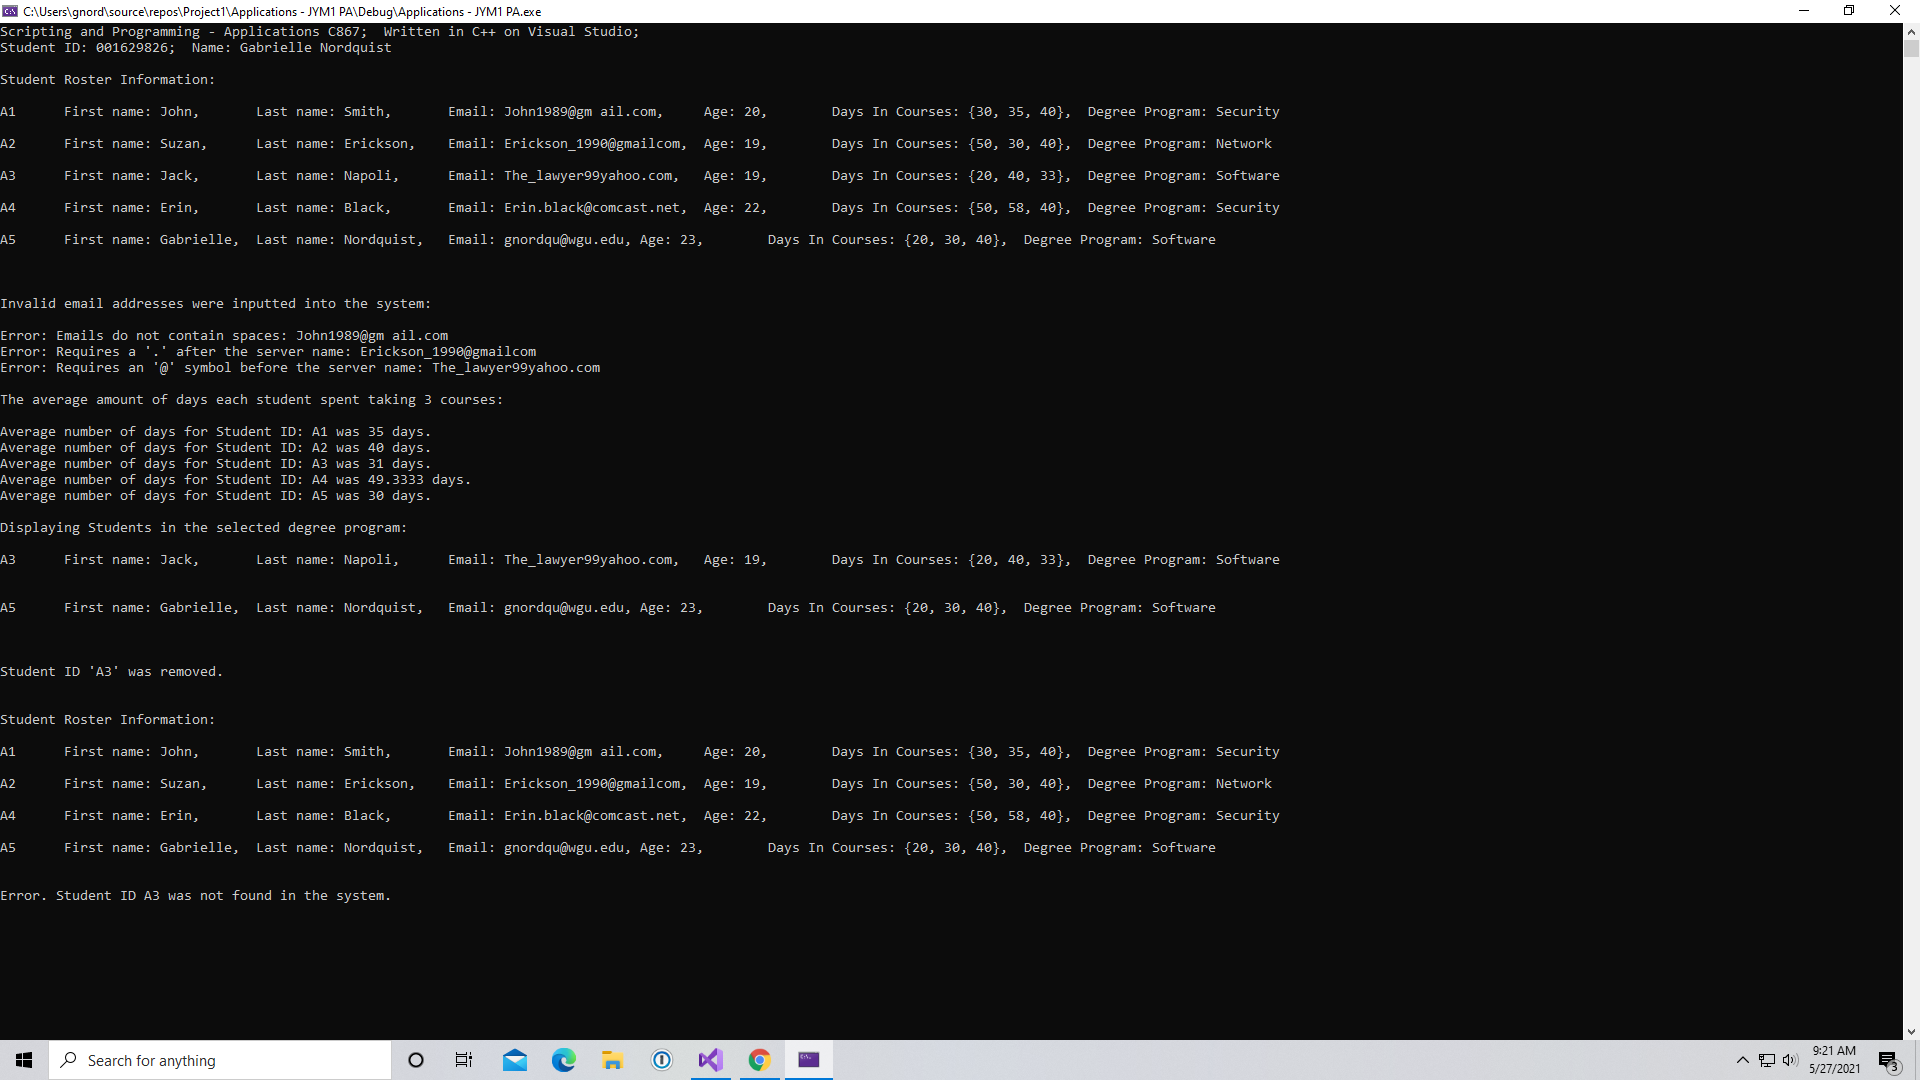 C:\Users\gnord\source\repos\Project1\Applications - JYM1 PA\Debug\Applications - JYM1 PA.exe
Scripting and Programming - Applications C867;  Written in C++ on Visual Studio;
Student ID: 001629826;  Name: Gabrielle Nordquist
Student Roster Information:
A1 First name: John, Last name: Smith, Email: John1989@gm ail.com, Age: 20, Days In Courses: {30, 35, 40}, Degree Program: Security
A2 First name: Suzan, Last name: Erickson, Email: Erickson_1990@gmailcom, Age: 19, Days In Courses: {50, 30, 40}, Degree Program: Network
A3 First name: Jack, Last name: Napoli, Email: The_lawyer99yahoo.com, Age: 19, Days In Courses: {20, 40, 33}, Degree Program: Software
A4 First name: Erin, Last name: Black, Email: Erin.black@comcast.net, Age: 22, Days In Courses: {50, 58, 40}, Degree Program: Security
A5 First name: Gabrielle, Last name: Nordquist, Email: gnordqu@wgu.edu, Age: 23, Days In Courses: {20, 30, 40}, Degree Program: Software
Invalid email addresses were inputted into the system:
Error: Emails do not contain spaces: John1989@gm ail.com
Error: Requires a '.' after the server name: Erickson_1990@gmailcom
Error: Requires an '@' symbol before the server name: The_lawyer99yahoo.com
The average amount of days each student spent taking 3 courses:
Average number of days for Student ID: A1 was 35 days.
Average number of days for Student ID: A2 was 40 days.
Average number of days for Student ID: A3 was 31 days.
Average number of days for Student ID: A4 was 49.3333 days.
Average number of days for Student ID: A5 was 30 days.
Displaying Students in the selected degree program:
A3 First name: Jack, Last name: Napoli, Email: The_lawyer99yahoo.com, Age: 19, Days In Courses: {20, 40, 33}, Degree Program: Software
A5 First name: Gabrielle, Last name: Nordquist, Email: gnordqu@wgu.edu, Age: 23, Days In Courses: {20, 30, 40}, Degree Program: Software
Student ID 'A3' was removed.
Student Roster Information:
A1 First name: John, Last name: Smith, Email: John1989@gm ail.com, Age: 20, Days In Courses: {30, 35, 40}, Degree Program: Security
A2 First name: Suzan, Last name: Erickson, Email: Erickson_1990@gmailcom, Age: 19, Days In Courses: {50, 30, 40}, Degree Program: Network
A4 First name: Erin, Last name: Black, Email: Erin.black@comcast.net, Age: 22, Days In Courses: {50, 58, 40}, Degree Program: Security
A5 First name: Gabrielle, Last name: Nordquist, Email: gnordqu@wgu.edu, Age: 23, Days In Courses: {20, 30, 40}, Degree Program: Software
Error. Student ID A3 was not found in the system.
Search for anything
9:21 AM
5/27/2021
3